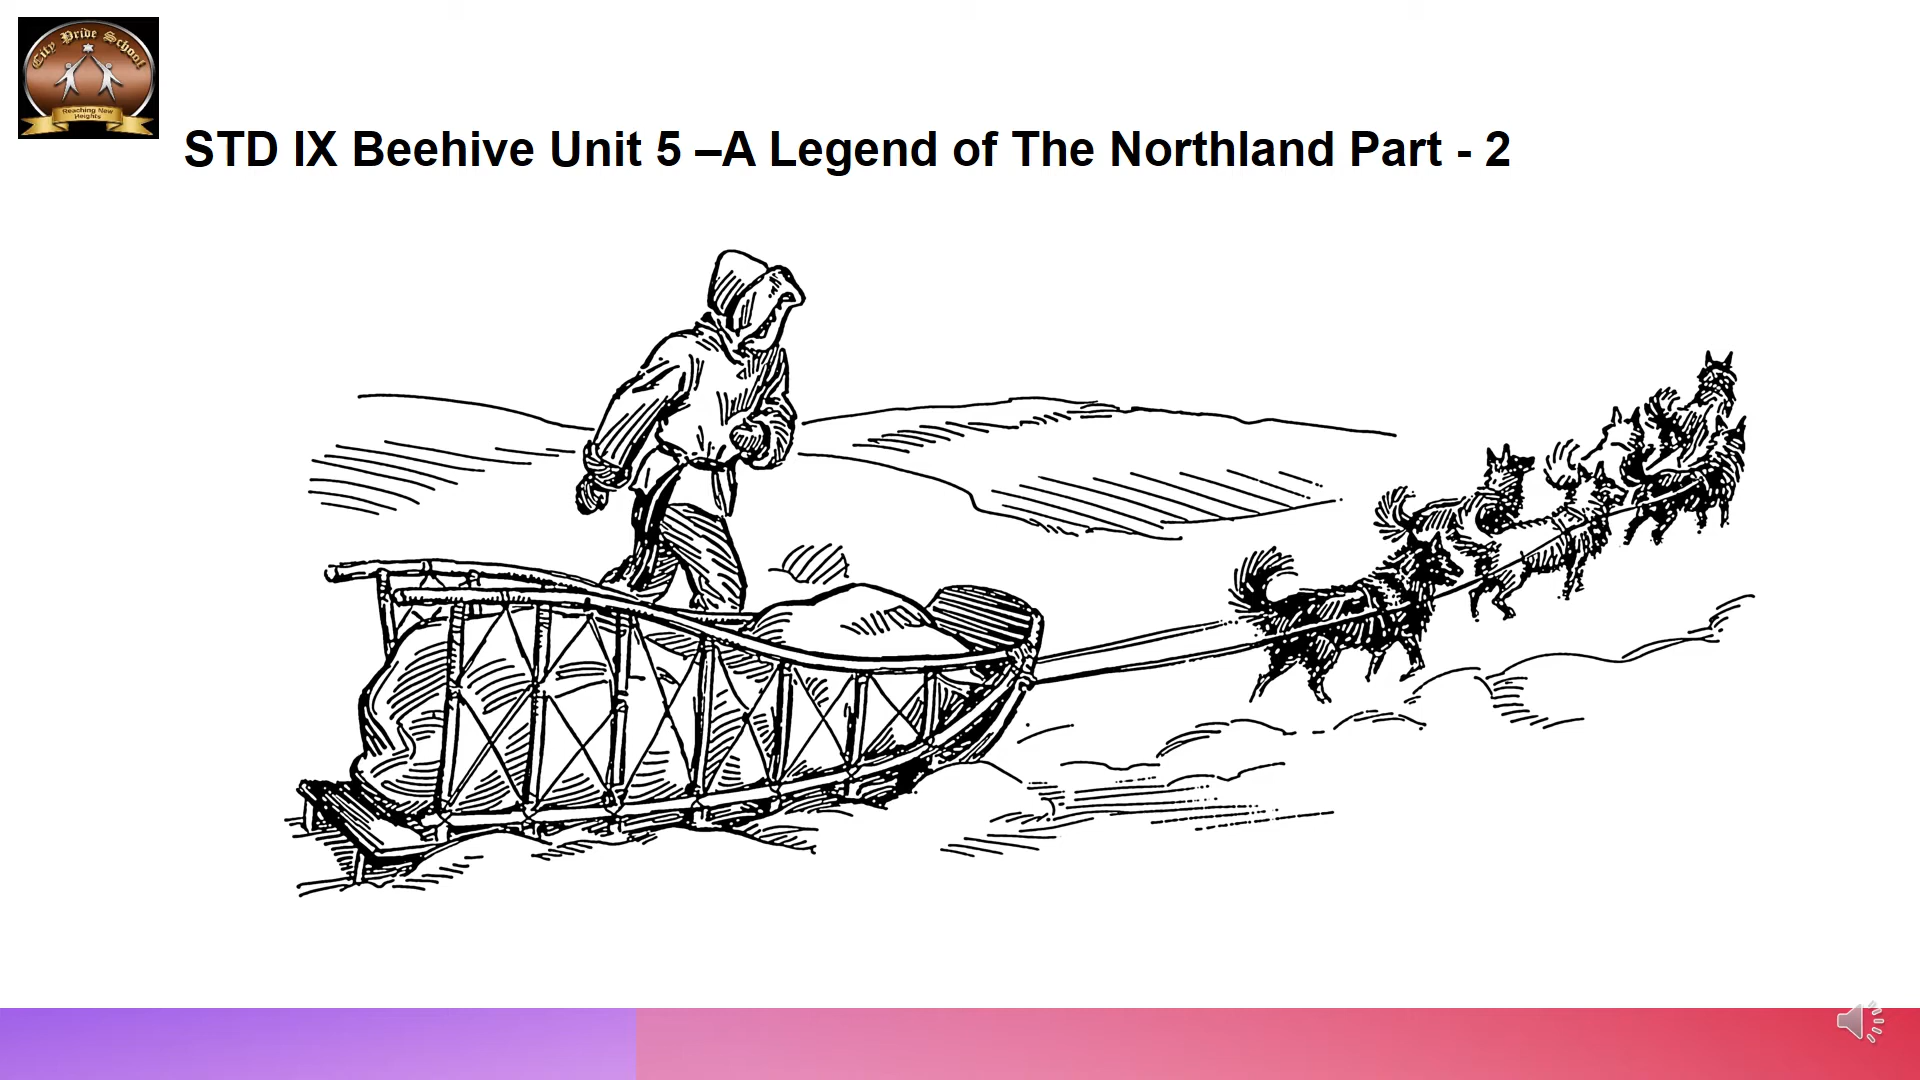 City Pride School
Reaching New
Heights
STD IX Beehive Unit 5 –A Legend of The Northland Part - 2